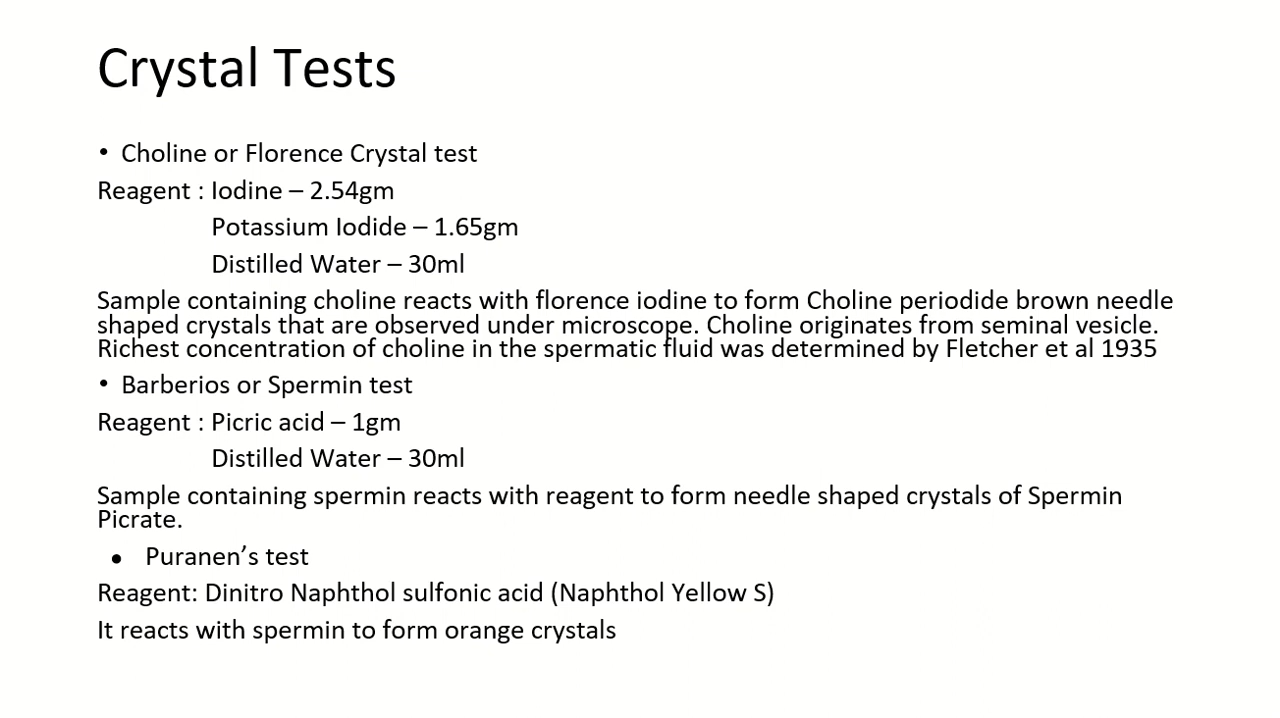 Crystal Tests
• Choline or Florence Crystal test
Reagent : Iodine – 2.54gm
Potassium Iodide – 1.65gm
Distilled Water – 30ml
Sample containing choline reacts with florence iodine to form Choline periodide brown needle
shaped crystals that are observed under microscope. Choline originates from seminal vesicle.
Richest concentration of choline in the spermatic fluid was determined by Fletcher et al 1935
• Barberios or Spermin test
Reagent : Picric acid – 1gm
Distilled Water – 30ml
Sample containing spermin reacts with reagent to form needle shaped crystals of Spermin
Picrate.
• Puranen’s test
Reagent: Dinitro Naphthol sulfonic acid (Naphthol Yellow S)
It reacts with spermin to form orange crystals